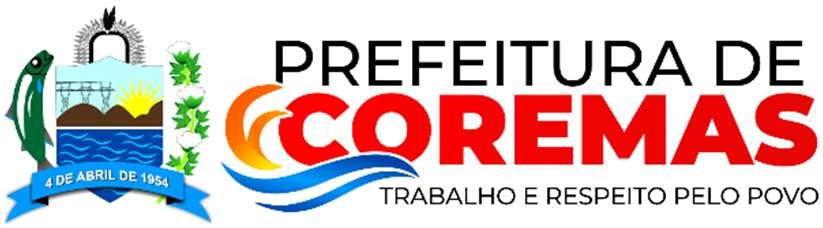 4 DE ABRIL DE 1954
PREFEITURA DE
COREMAS
TRABALHO E RESPEITO PELO POVO